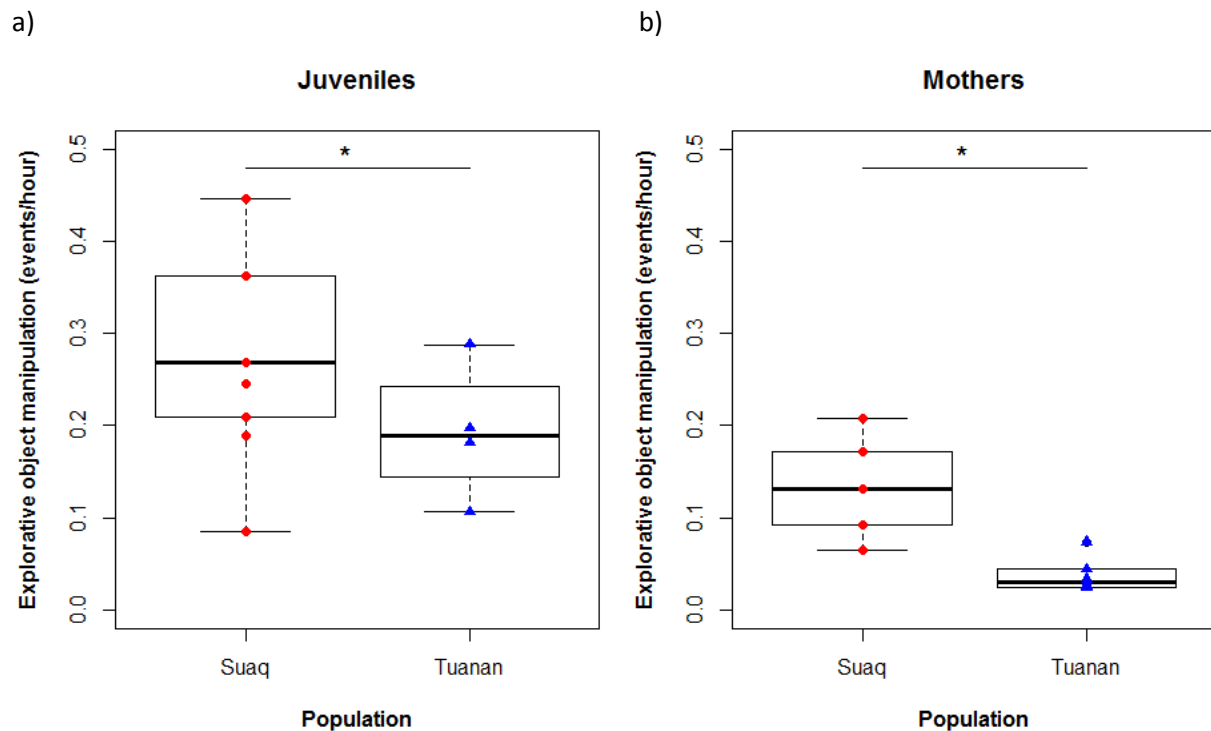 a)
Juveniles
Explorative object manipulation (events/hour)
0.5
0.4
0.3
0.2
0.1
0.0
*
Suaq Tuanan
Population
b)
Mothers
Explorative object manipulation (events/hour)
0.5
0.4
0.3
0.2
0.1
0.0
*
Suaq Tuanan
Population